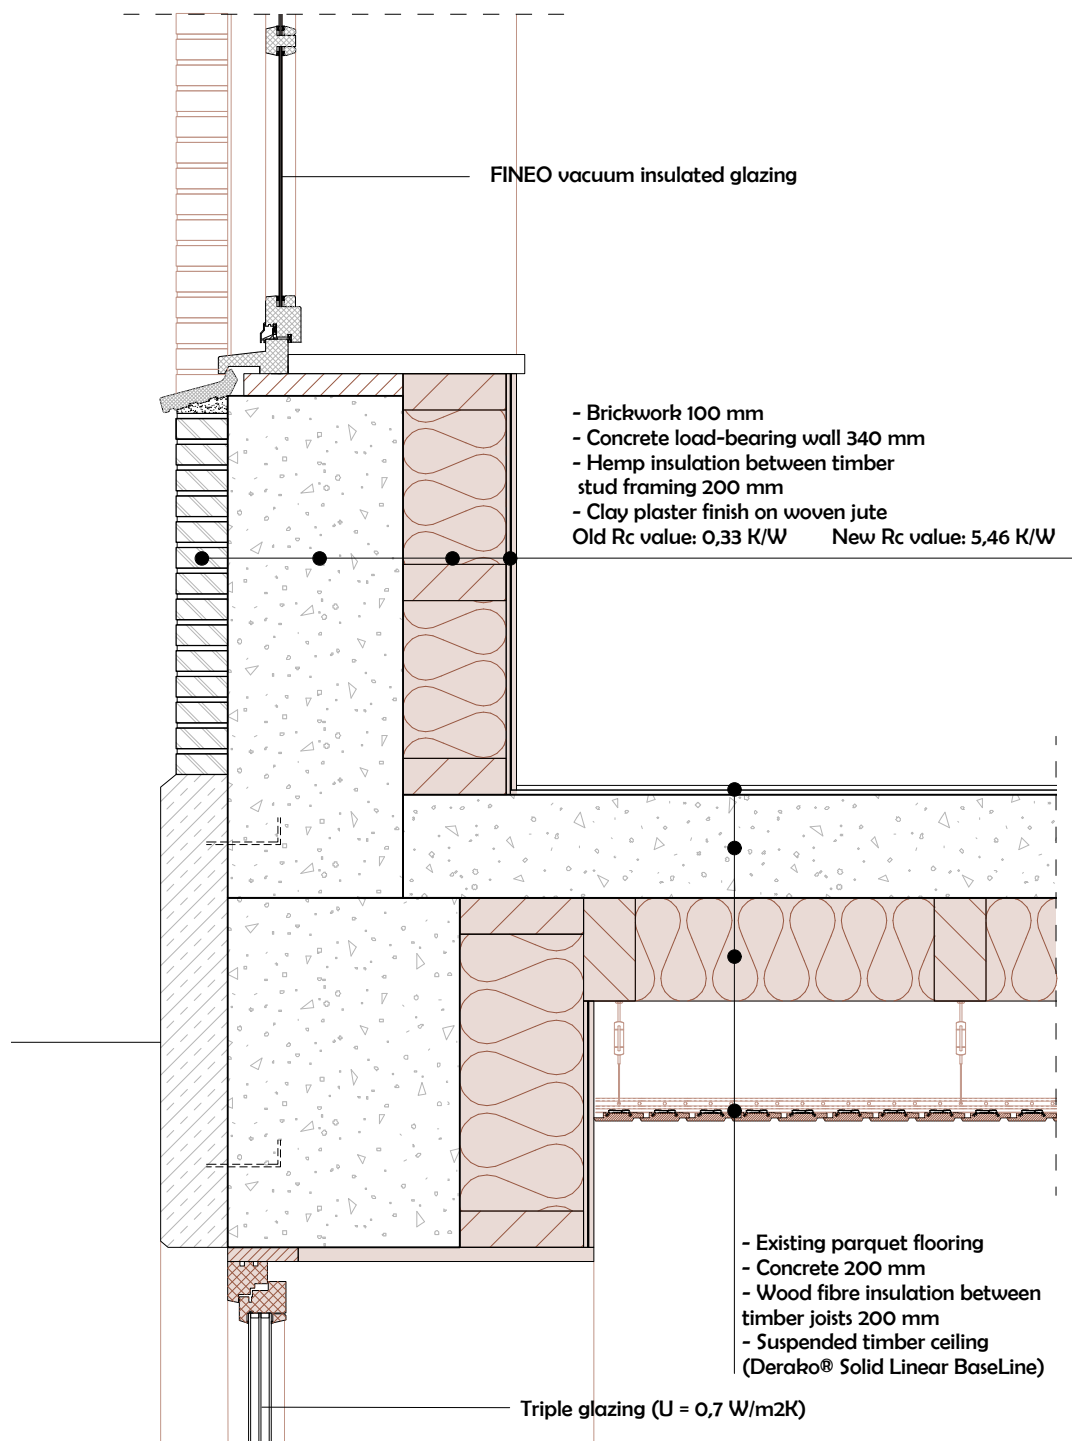 FINEO vacuum insulated glazing
- Brickwork 100 mm
- Concrete load-bearing wall 340 mm
- Hemp insulation between timber
stud framing 200 mm
- Clay plaster finish on woven jute
Old Rc value: 0,33 K/W New Rc value: 5,46 K/W
- Existing parquet flooring
- Concrete 200 mm
- Wood fibre insulation between
timber joists 200 mm
- Suspended timber ceiling
(Derako® Solid Linear BaseLine)
Triple glazing (U = 0,7 W/m2K)